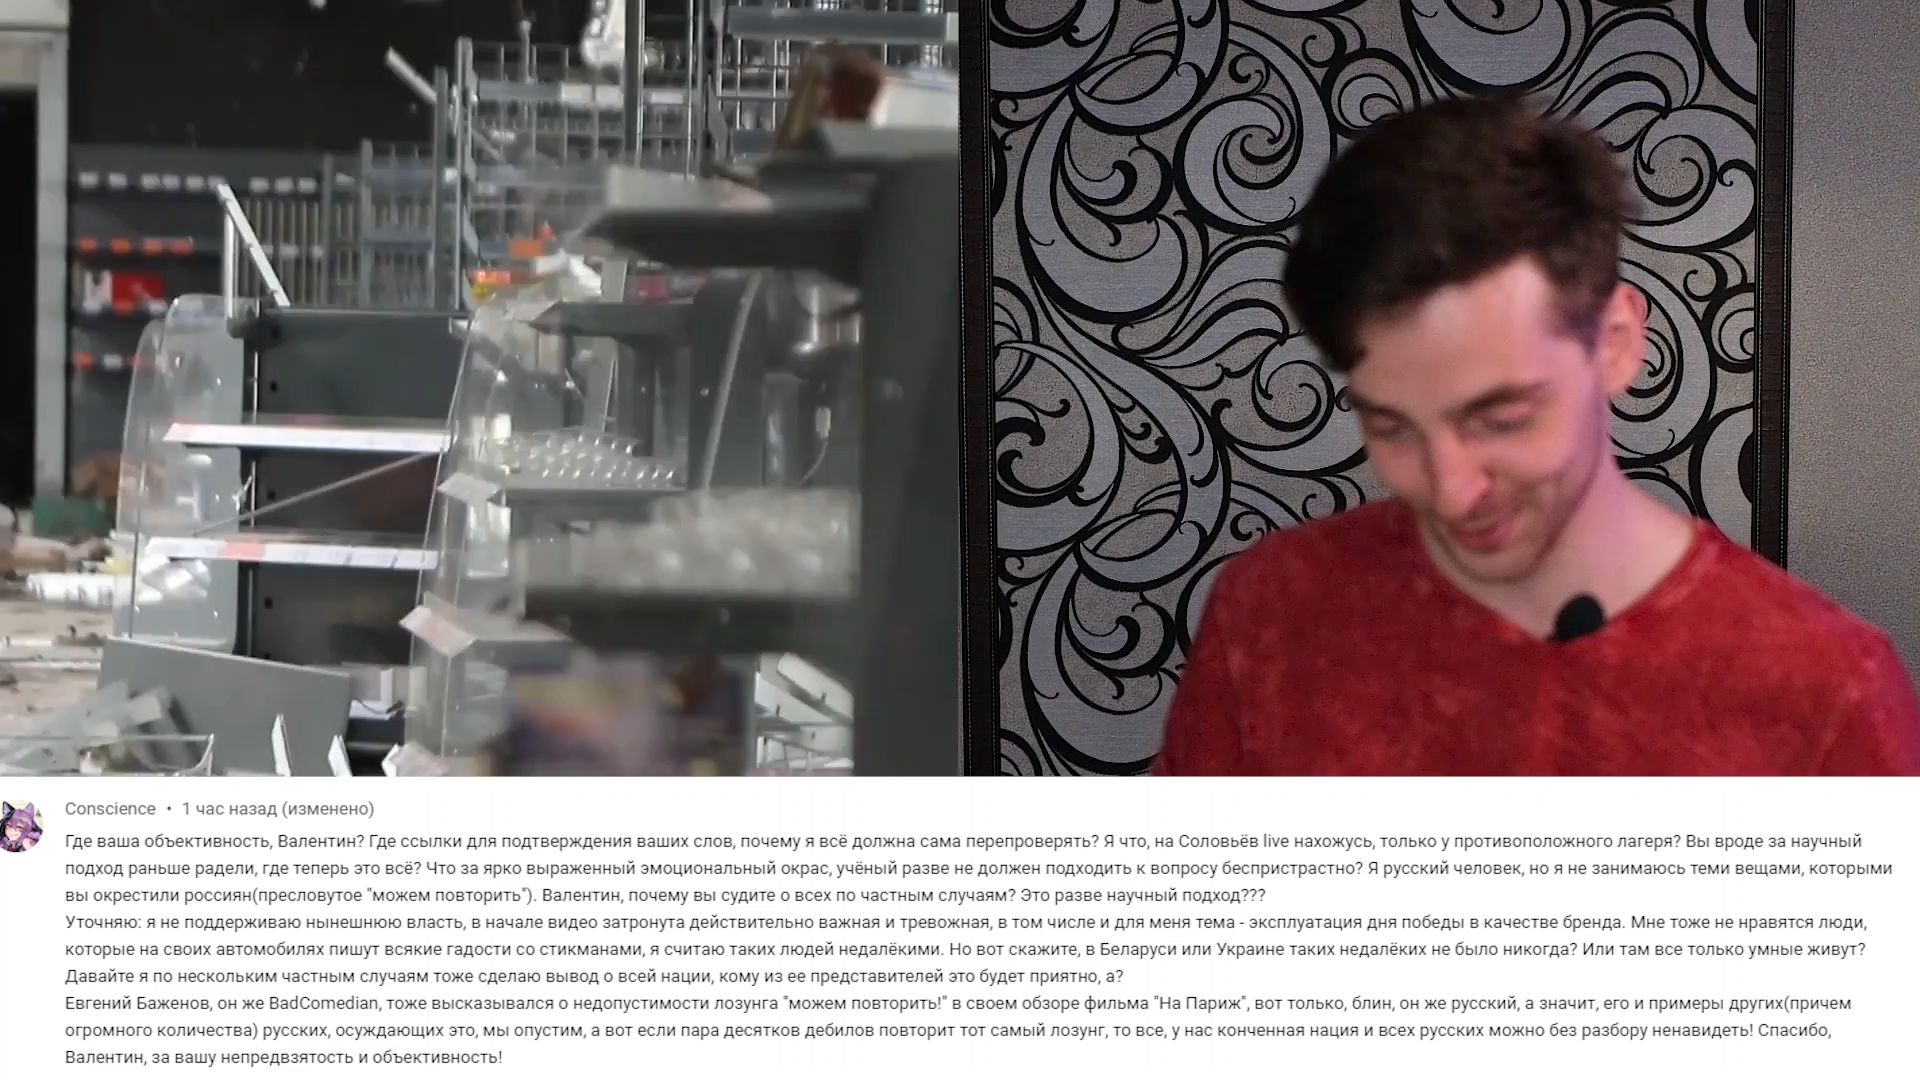 Conscience • 1 час назад (изменено)
Где ваша объективность, Валентин? Где ссылки для подтверждения ваших слов, почему я всё должна сама перепроверять? Я что, на Соловьёв live нахожусь, только у противоположного лагеря? Вы вроде за научный
подход раньше радели, где теперь это всё? Что за ярко выраженный эмоциональный окрас, учёный разве не должен подходить к вопросу беспристрастно? Я русский человек, но я не занимаюсь теми вещами, которыми
вы окрестили россиян(пресловутое "можем повторить"). Валентин, почему вы судите о всех по частным случаям? Это разве научный подход???
Уточняю: я не поддерживаю нынешнюю власть, в начале видео затронута действительно важная и тревожная, в том числе и для меня тема - эксплуатация дня победы в качестве бренда. Мне тоже не нравятся люди,
которые на своих автомобилях пишут всякие гадости со стикманами, я считаю таких людей недалёкими. Но вот скажите, в Беларуси или Украине таких недалёких не было никогда? Или там все только умные живут?
Давайте я по нескольким частным случаям тоже сделаю вывод о всей нации, кому из ее представителей это будет приятно, а?
Евгений Баженов, он же BadComedian, тоже высказывался о недопустимости лозунга "можем повторить!" в своем обзоре фильма "На Париж", вот только, блин, он же русский, а значит, его и примеры других(причем
огромного количества) русских, осуждающих это, мы опустим, а вот если пара десятков дебилов повторит тот самый лозунг, то все, у нас конченная нация и всех русских можно без разбору ненавидеть! Спасибо,
Валентин, за вашу непредвзятость и объективность!